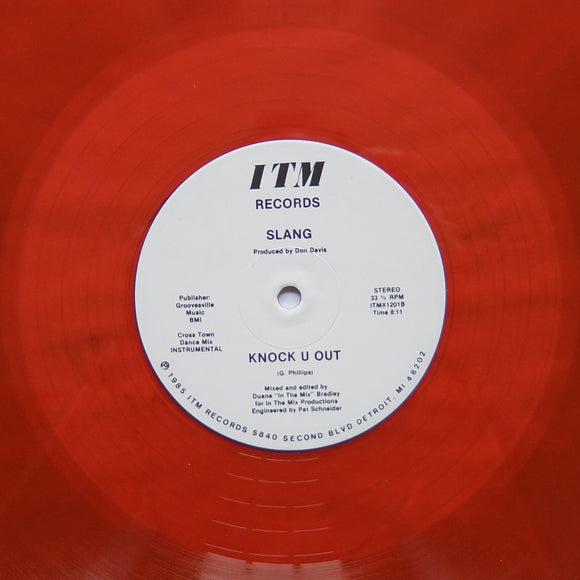 ITM
RECORDS
SLANG
Produced by Don Davis
Publisher:
Groovesville
Music
BMI
Cross Town
Dance Mix
INSTRUMENTAL
STEREO
33 ⅓ RPM
ITMX1201B
Time 8:11
KNOCK U OUT
(G. Phillips)
Mixed and edited by
Duane "In The Mix" Bradley
for In The Mix Productions
Engineered by Pat Schneider
℗ 1985 ITM RECORDS 5840 SECOND BLVD DETROIT, MI 48202